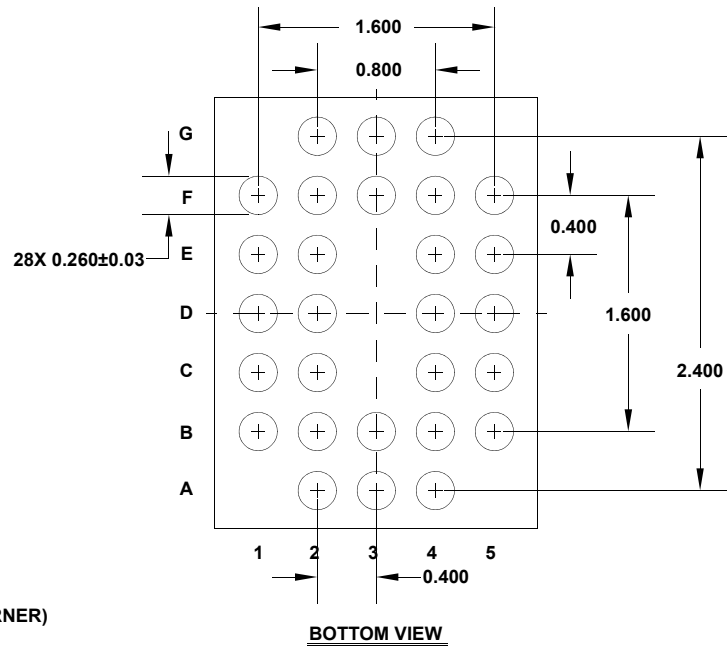 1.600
0.800
G
F
28X 0.260±0.03
E
0.400
D
1.600
C
2.400
B
A
1 2 3 4 5
0.400
RNER)
BOTTOM VIEW